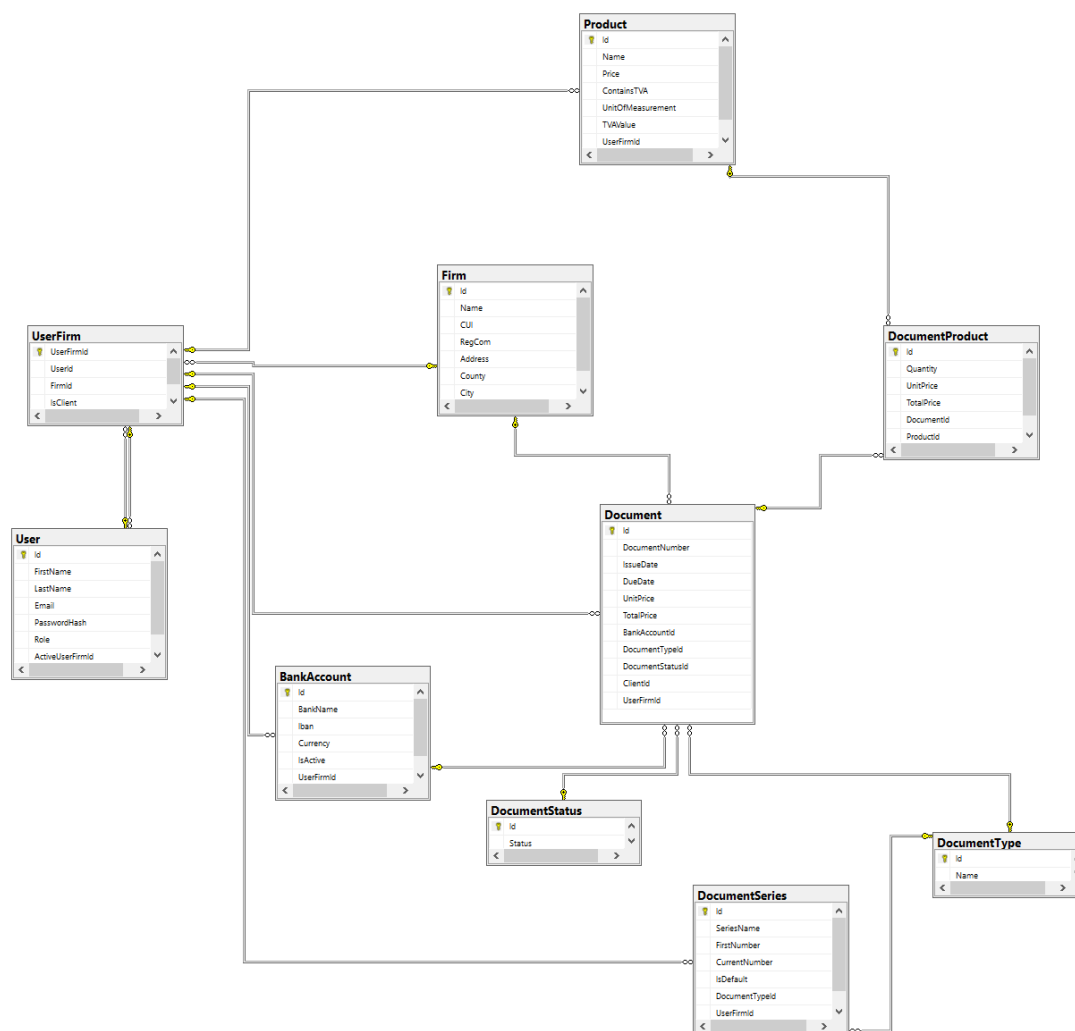 Product
Id
Name
Price
ContainsTVA
UnitOfMeasurement
TVAValue
UserFirmId
Firm
Id
Name
CUI
RegCom
Address
County
City
UserFirm
UserFirmId
UserId
FirmId
IsClient
DocumentProduct
Id
Quantity
UnitPrice
TotalPrice
DocumentId
ProductId
Document
Id
DocumentNumber
IssueDate
DueDate
UnitPrice
TotalPrice
BankAccountId
DocumentTypeId
DocumentStatusId
ClientId
UserFirmId
User
Id
FirstName
LastName
Email
PasswordHash
Role
ActiveUserFirmId
BankAccount
Id
BankName
Iban
Currency
IsActive
UserFirmId
DocumentStatus
Id
Status
DocumentType
Id
Name
DocumentSeries
Id
SeriesName
FirstNumber
CurrentNumber
IsDefault
DocumentTypeId
UserFirmId